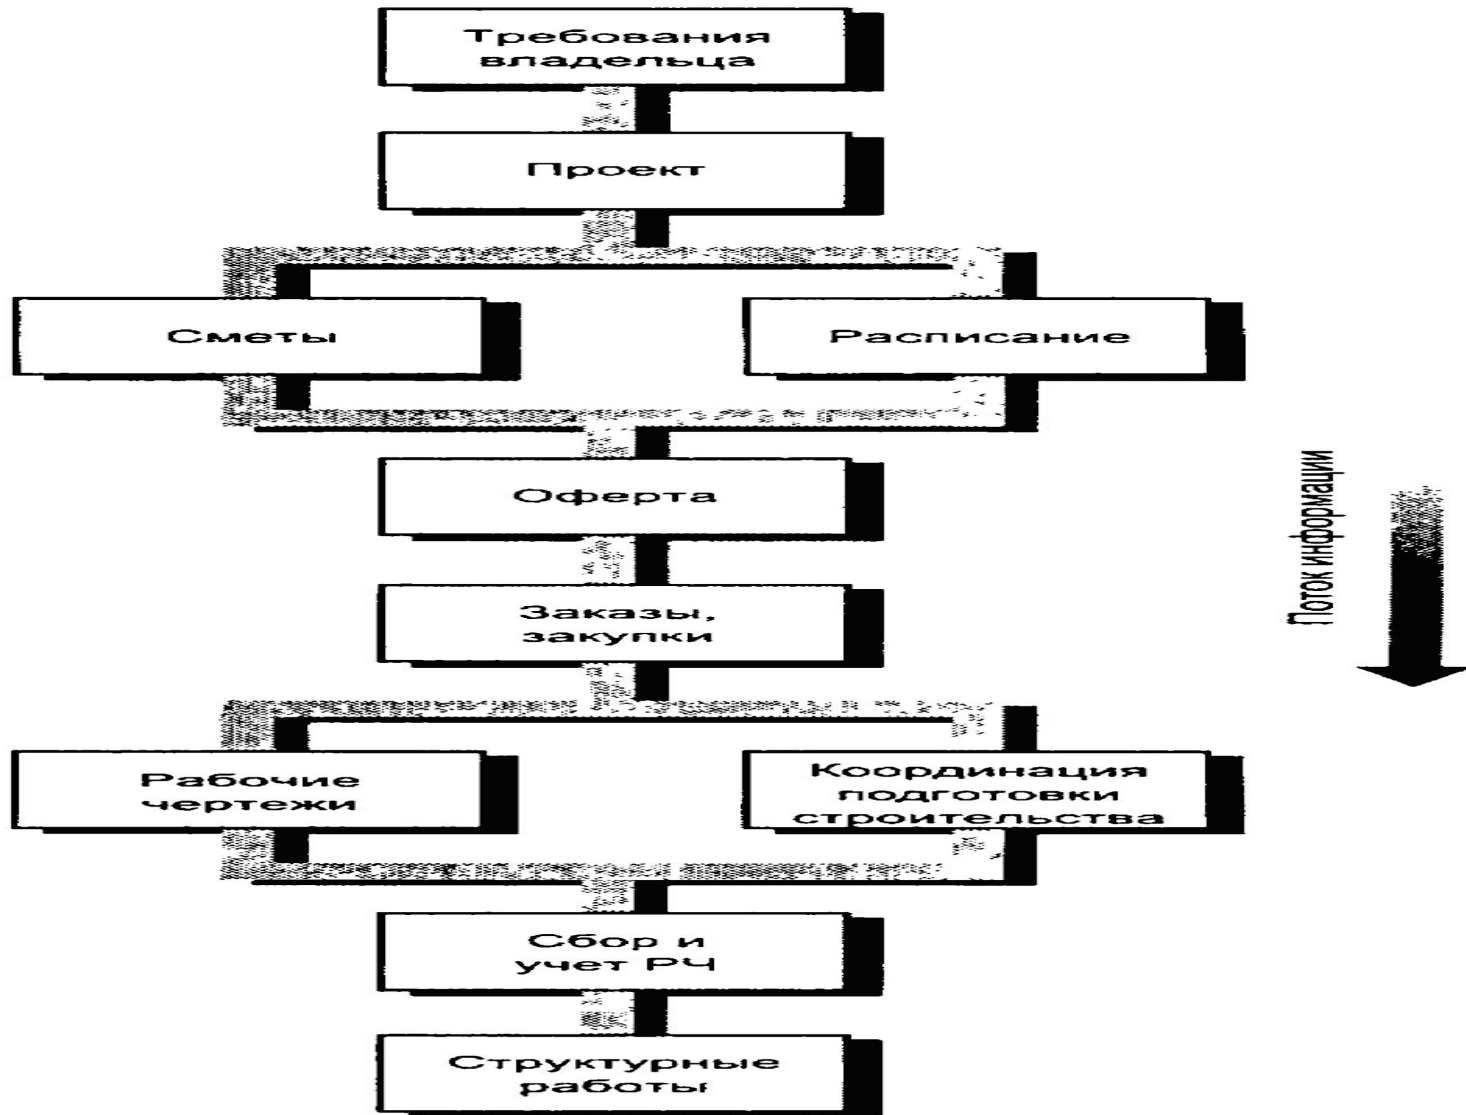 Требования
владельца
Проект
Сметы
Расписание
Оферта
Поток информации
Заказы,
закупки
Рабочие
чертежи
Координация
подготовки
строительства
Сбор и
учет РЧ
Структурные
работы